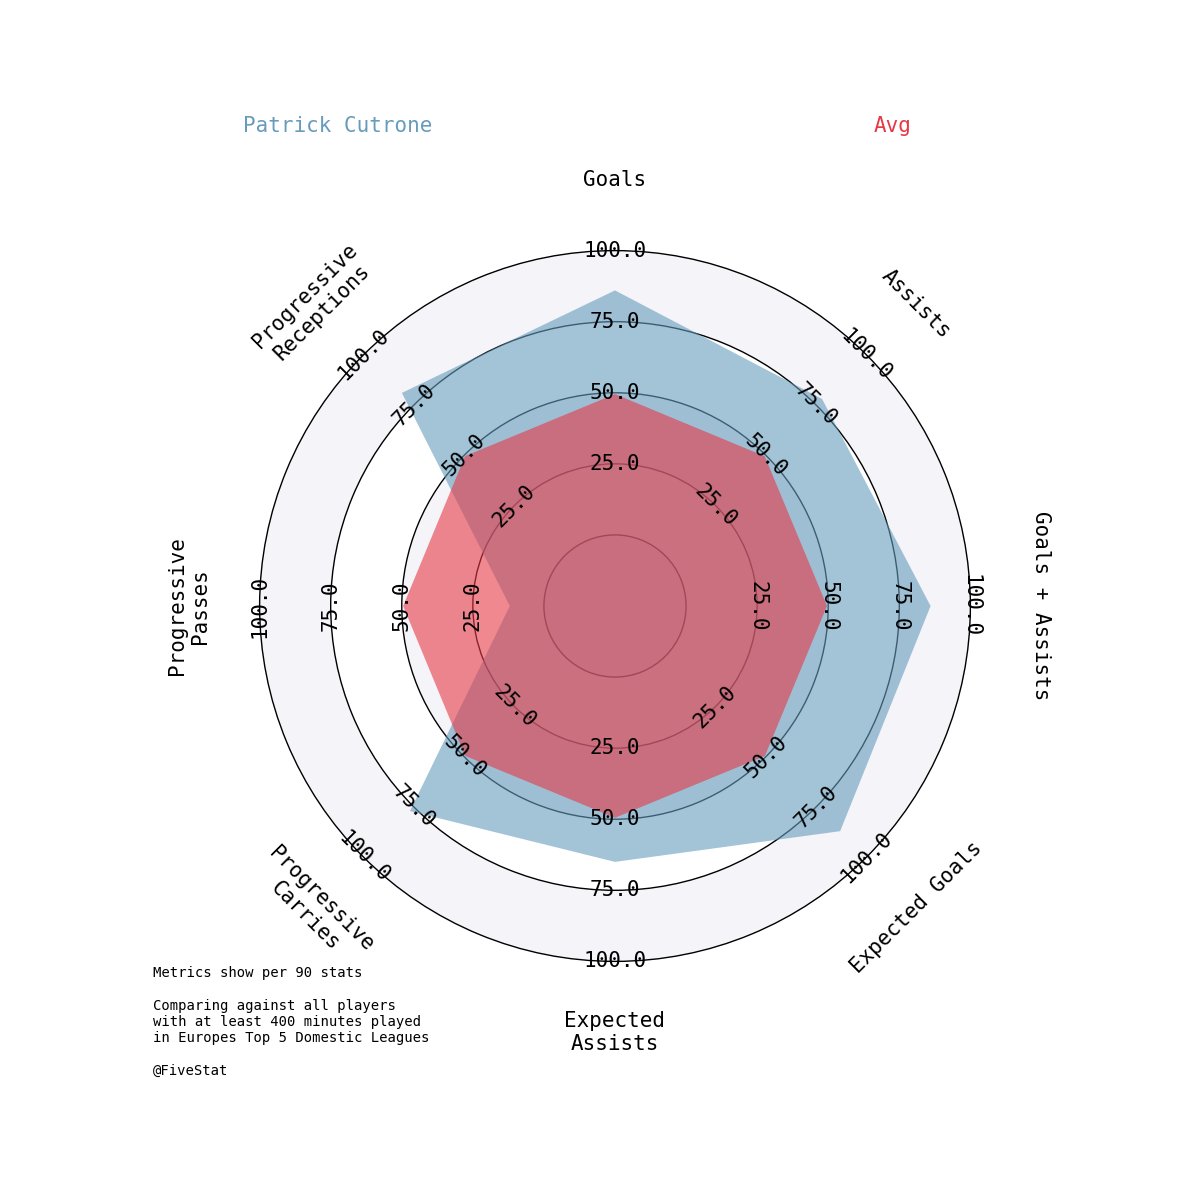 Patrick Cutrone
Avg
Goals
Assists
Goals + Assists
Expected Goals
Expected
Assists
Progressive
Carries
Progressive
Passes
Progressive
Receptions
25.0
50.0
75.0
100.0
25.0
50.0
75.0
100.0
25.0
50.0
75.0
100.0
25.0
50.0
75.0
100.0
25.0
50.0
75.0
100.0
25.0
50.0
75.0
100.0
25.0
50.0
75.0
100.0
25.0
50.0
75.0
100.0
Metrics show per 90 stats
Comparing against all players
with at least 400 minutes played
in Europes Top 5 Domestic Leagues
@FiveStat